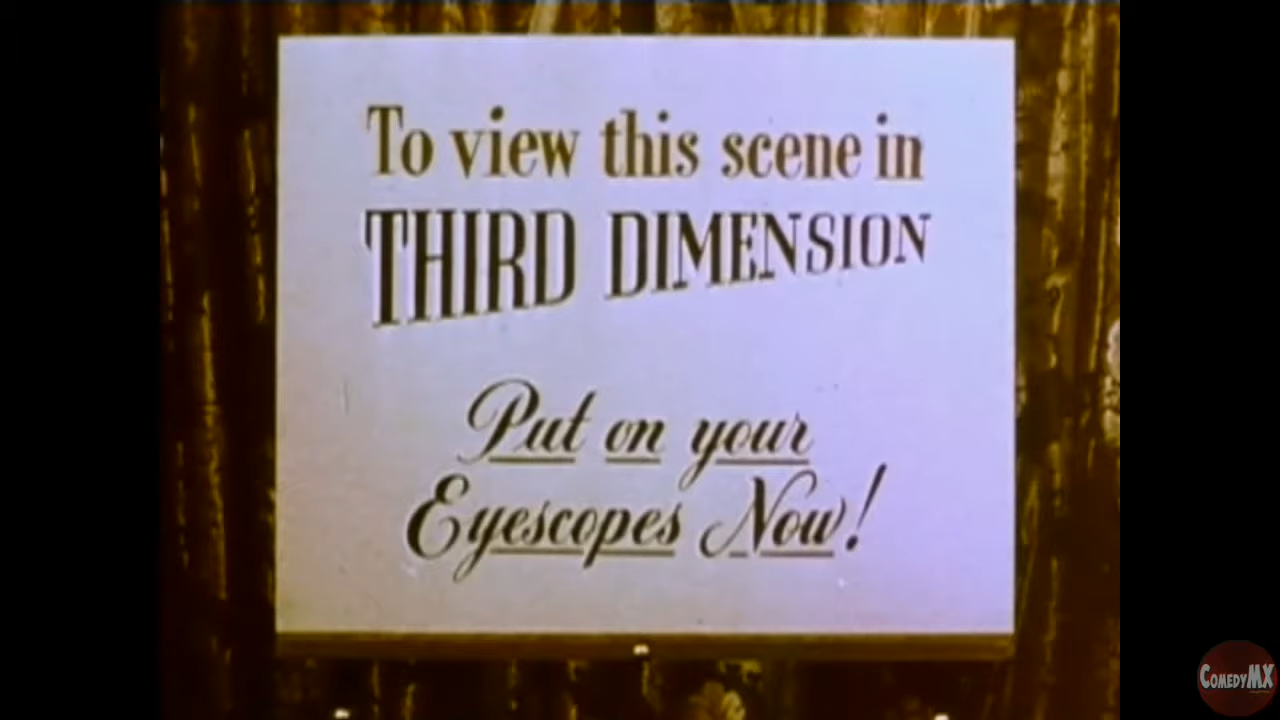 To view this scene in
THIRD DIMENSION
Put on your
Eyescopes Now!
COMEDYMX